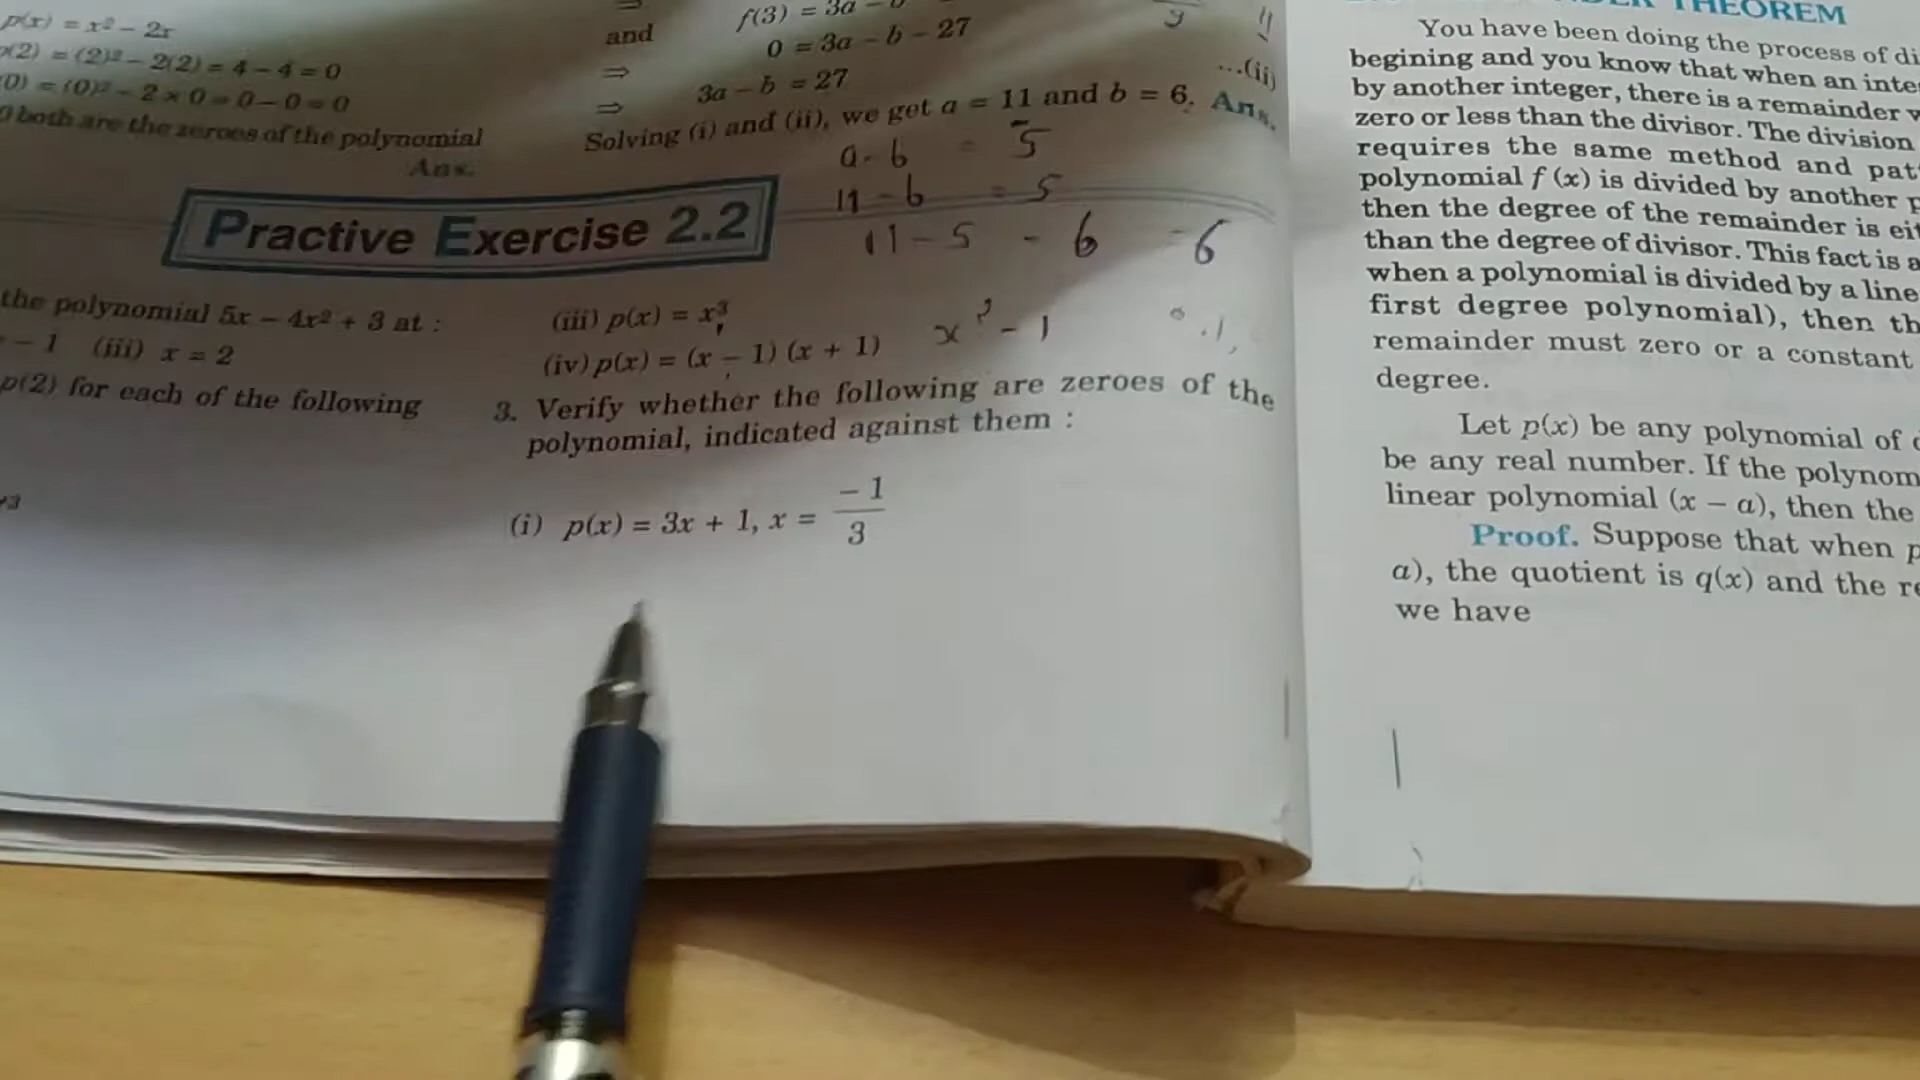 p(x) = x² – 2x
p(2) = (2)² – 2(2) = 4 – 4 = 0
(0) = (0)² – 2 × 0 = 0 – 0 = 0
0 both are the zeroes of the polynomial
Ans.
⇒ f(3) = 3a –
and 0 = 3a – b – 27
⇒ 3a – b = 27 ...(ii)
⇒
Solving (i) and (ii), we get a = 11 and b = 6. Ans.
a - b = 5
11 - b = 5
11 - 5 - 6 - 6
Practive Exercise 2.2
the polynomial 5x – 4x² + 3 at :
– 1 (iii) x = 2
p(2) for each of the following
(iii) p(x) = x³
(iv) p(x) = (x – 1) (x + 1) x² - 1
3. Verify whether the following are zeroes of the
polynomial, indicated against them :
(i) p(x) = 3x + 1, x = –1/3
THEOREM
You have been doing the process of di
begining and you know that when an inte
by another integer, there is a remainder w
zero or less than the divisor. The division
requires the same method and pat
polynomial f (x) is divided by another p
then the degree of the remainder is eit
than the degree of divisor. This fact is a
when a polynomial is divided by a line
first degree polynomial), then th
remainder must zero or a constant
degree.
Let p(x) be any polynomial of
be any real number. If the polynom
linear polynomial (x – a), then the
Proof. Suppose that when p
a), the quotient is q(x) and the re
we have